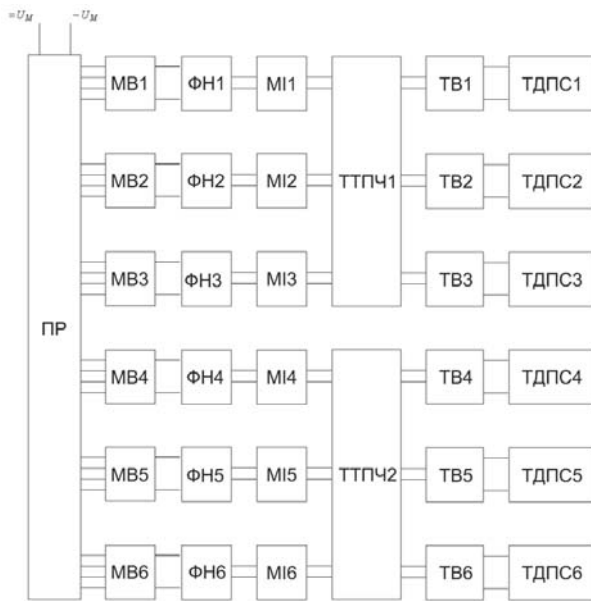 =U_M −U_M
МВ1 ФН1 МІ1 ТВ1 ТДПС1
МВ2 ФН2 МІ2 ТТПЧ1 ТВ2 ТДПС2
МВ3 ФН3 МІ3 ТВ3 ТДПС3
ПР
МВ4 ФН4 МІ4 ТВ4 ТДПС4
МВ5 ФН5 МІ5 ТТПЧ2 ТВ5 ТДПС5
МВ6 ФН6 МІ6 ТВ6 ТДПС6